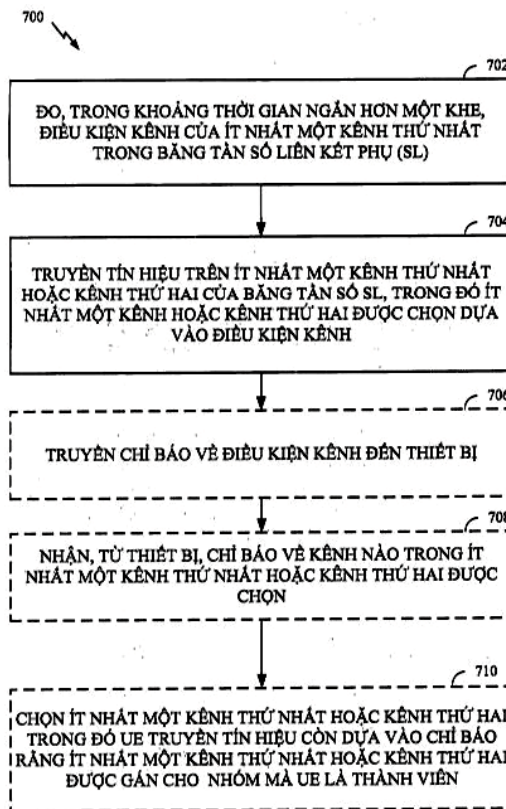 700
702
ĐO, TRONG KHOẢNG THỜI GIAN NGẮN HƠN MỘT KHE,
ĐIỀU KIỆN KÊNH CỦA ÍT NHẤT MỘT KÊNH THỨ NHẤT
TRONG BĂNG TẦN SỐ LIÊN KẾT PHỤ (SL)
704
TRUYỀN TÍN HIỆU TRÊN ÍT NHẤT MỘT KÊNH THỨ NHẤT
HOẶC KÊNH THỨ HAI CỦA BĂNG TẦN SỐ SL, TRONG ĐÓ ÍT
NHẤT MỘT KÊNH HOẶC KÊNH THỨ HAI ĐƯỢC CHỌN DỰA
VÀO ĐIỀU KIỆN KÊNH
706
TRUYỀN CHỈ BÁO VỀ ĐIỀU KIỆN KÊNH ĐẾN THIẾT BỊ
708
NHẬN, TỪ THIẾT BỊ, CHỈ BÁO VỀ KÊNH NÀO TRONG ÍT
NHẤT MỘT KÊNH THỨ NHẤT HOẶC KÊNH THỨ HAI ĐƯỢC
CHỌN
710
CHỌN ÍT NHẤT MỘT KÊNH THỨ NHẤT HOẶC KÊNH THỨ HAI
TRONG ĐÓ UE TRUYỀN TÍN HIỆU CÒN DỰA VÀO CHỈ BÁO
RẰNG ÍT NHẤT MỘT KÊNH THỨ NHẤT HOẶC KÊNH THỨ HAI
ĐƯỢC GÁN CHO NHÓM MÀ UE LÀ THÀNH VIÊN